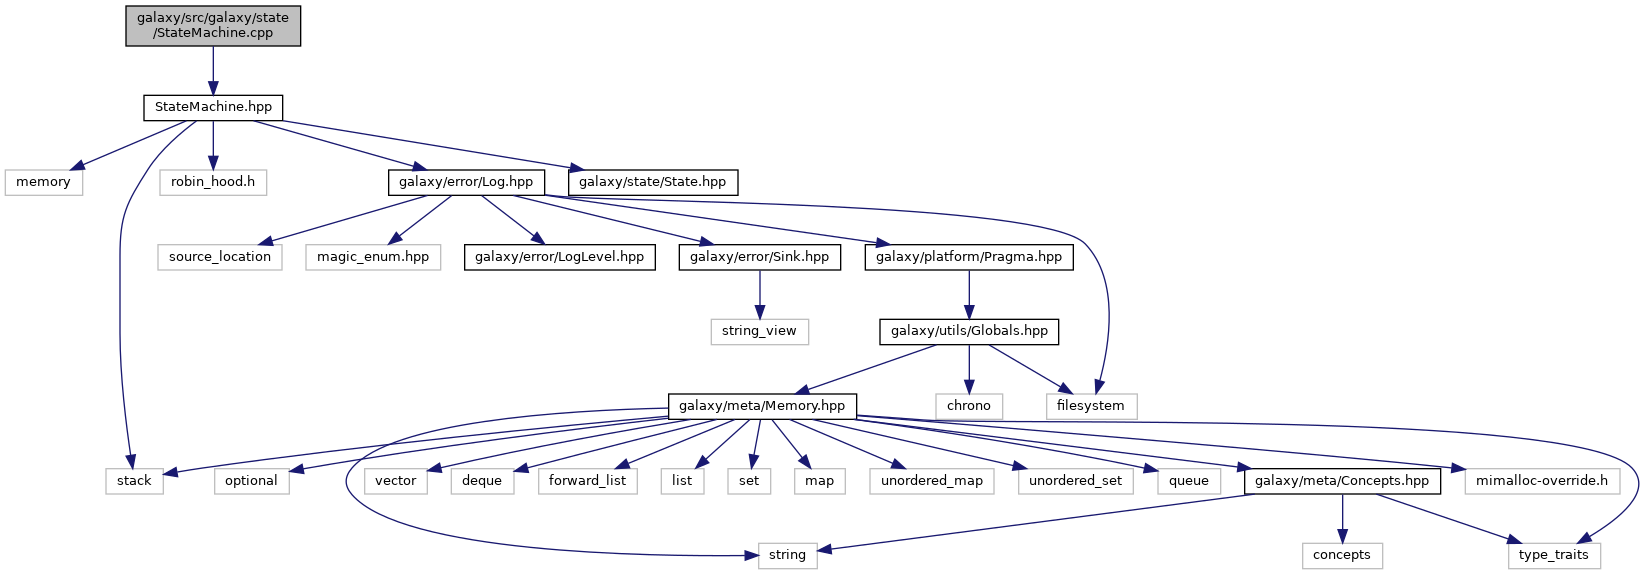 galaxy/src/galaxy/state
/StateMachine.cpp
StateMachine.hpp
memory
robin_hood.h
galaxy/error/Log.hpp
galaxy/state/State.hpp
source_location
magic_enum.hpp
galaxy/error/LogLevel.hpp
galaxy/error/Sink.hpp
galaxy/platform/Pragma.hpp
string_view
galaxy/utils/Globals.hpp
galaxy/meta/Memory.hpp
chrono
filesystem
stack
optional
vector
deque
forward_list
list
set
map
unordered_map
unordered_set
queue
galaxy/meta/Concepts.hpp
mimalloc-override.h
string
concepts
type_traits